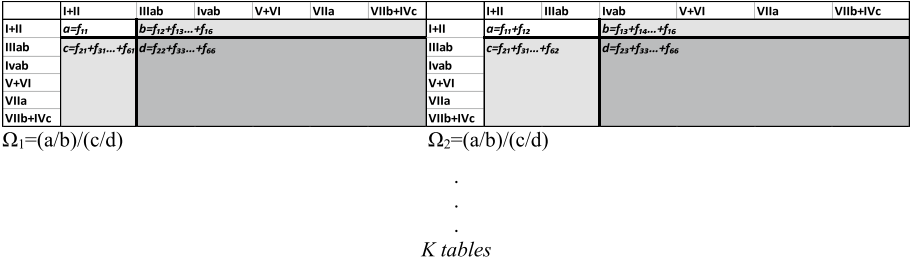 I+II IIIab Ivab V+VI VIIa VIIb+IVc
I+II a=f₁₁ b=f₁₂+f₁₃...+f₁₆
IIIab c=f₂₁+f₃₁...+f₆₁ d=f₂₂+f₃₃...+f₆₆
Ivab
V+VI
VIIa
VIIb+IVc
Ω₁=(a/b)/(c/d)
I+II IIIab Ivab V+VI VIIa VIIb+IVc
I+II a=f₁₁+f₁₂ b=f₁₃+f₁₄...+f₁₆
IIIab c=f₂₁+f₃₁...+f₆₂ d=f₂₃+f₃₃...+f₆₆
Ivab
V+VI
VIIa
VIIb+IVc
Ω₂=(a/b)/(c/d)
.
.
.
K tables